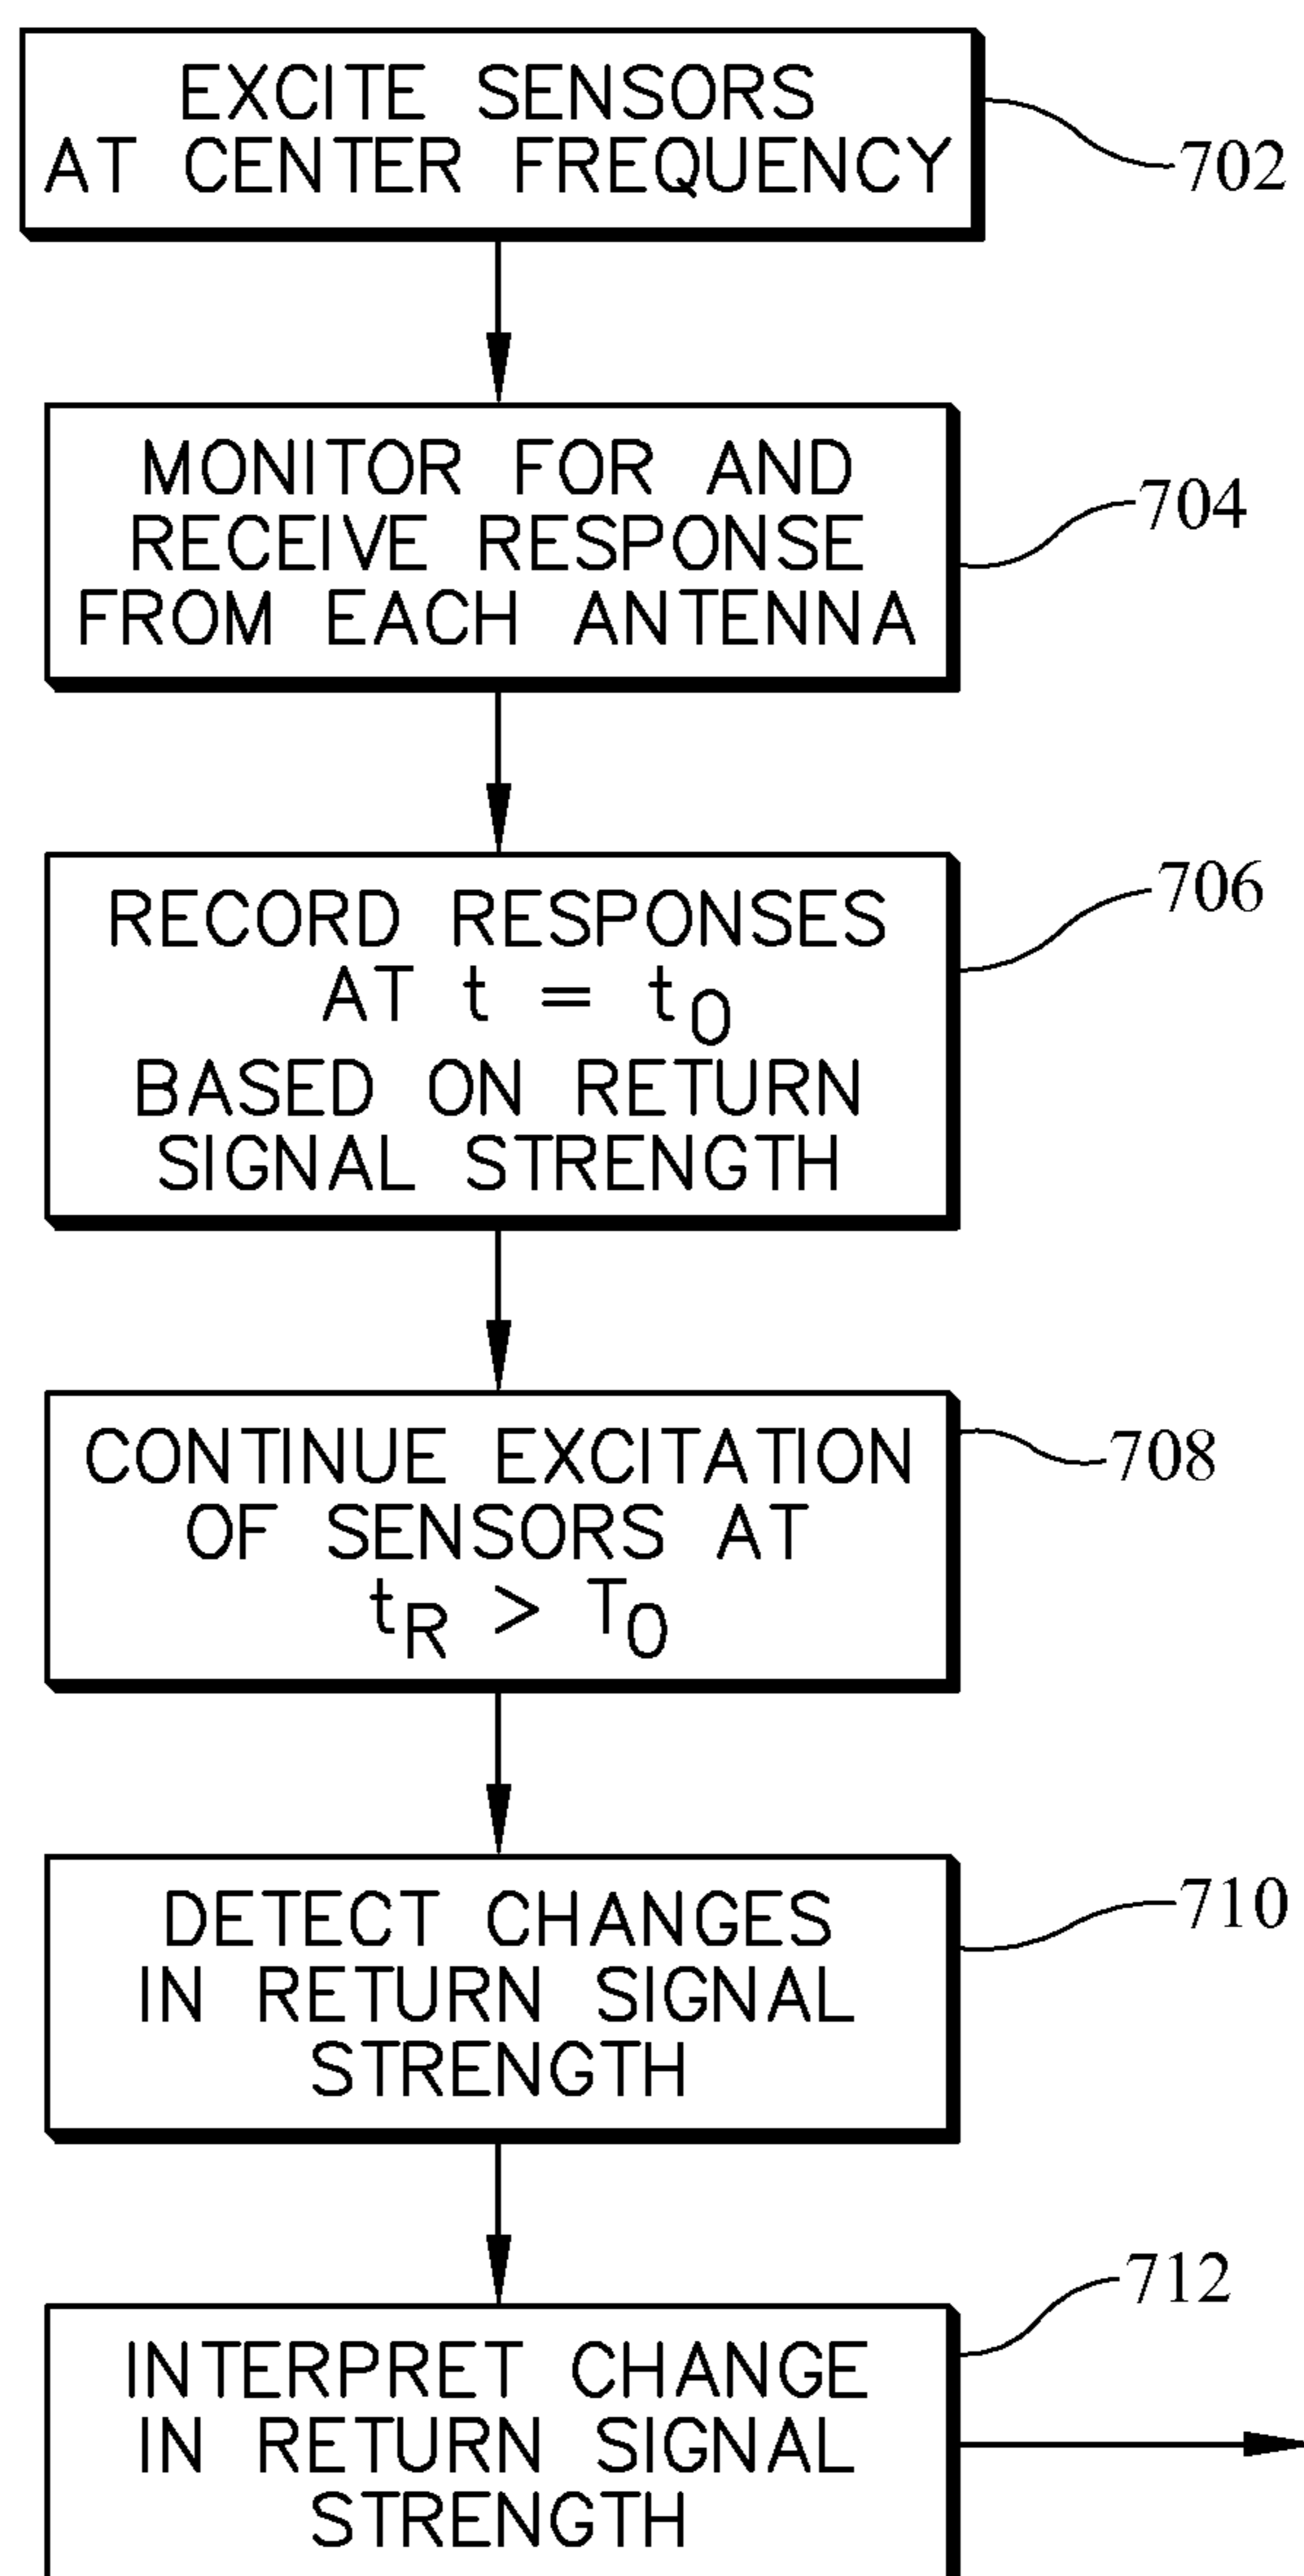 EXCITE SENSORS
AT CENTER FREQUENCY
702
MONITOR FOR AND
RECEIVE RESPONSE
FROM EACH ANTENNA
704
RECORD RESPONSES
AT t = t0
BASED ON RETURN
SIGNAL STRENGTH
706
CONTINUE EXCITATION
OF SENSORS AT
tR > T0
708
DETECT CHANGES
IN RETURN SIGNAL
STRENGTH
710
INTERPRET CHANGE
IN RETURN SIGNAL
STRENGTH
712